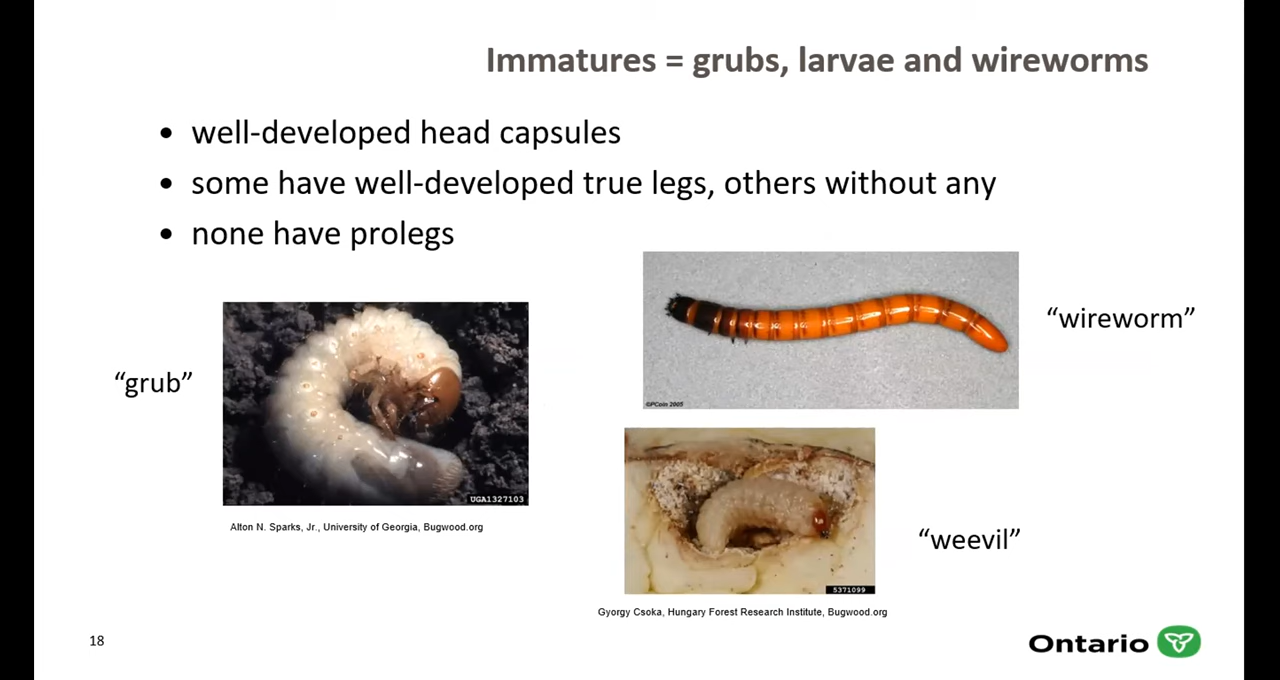 Immatures = grubs, larvae and wireworms
• well-developed head capsules
• some have well-developed true legs, others without any
• none have prolegs
“grub”
UGA1327103
Alton N. Sparks, Jr., University of Georgia, Bugwood.org
©PCoin 2005
“wireworm”
5371099
“weevil”
Gyorgy Csoka, Hungary Forest Research Institute, Bugwood.org
18
Ontario